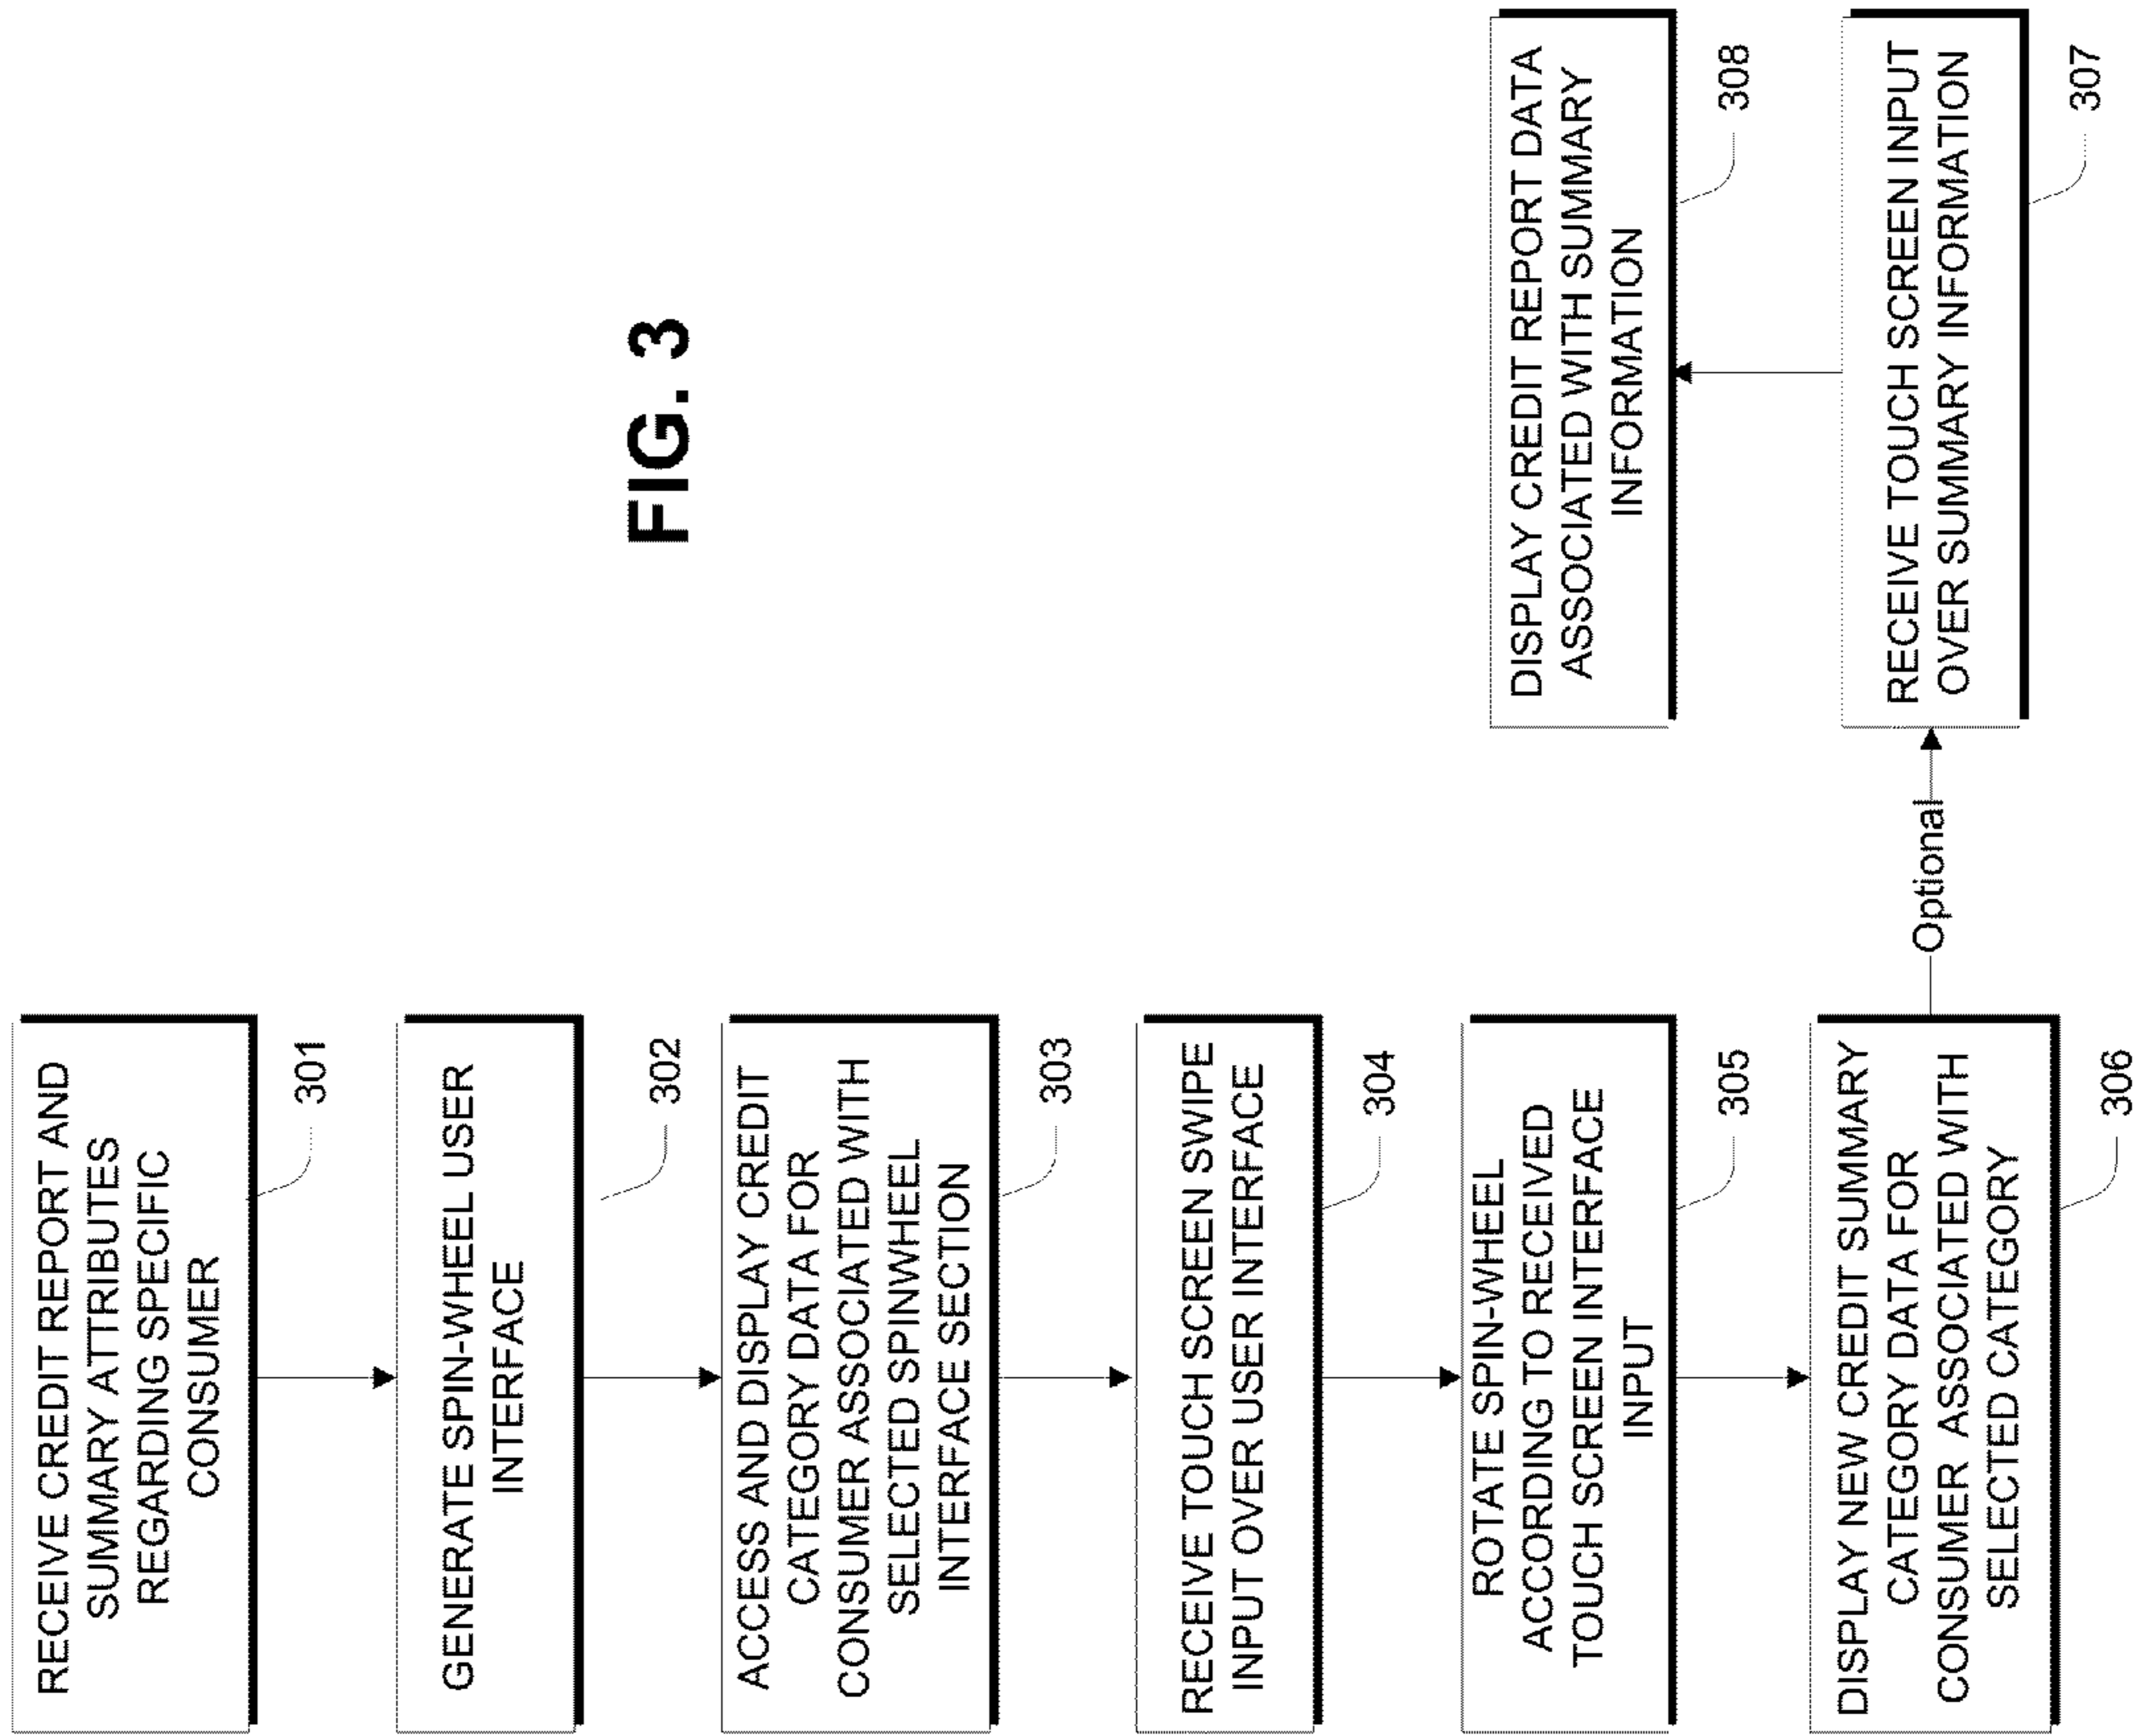 RECEIVE CREDIT REPORT AND
SUMMARY ATTRIBUTES
REGARDING SPECIFIC
CONSUMER
301
GENERATE SPIN-WHEEL USER
INTERFACE
302
ACCESS AND DISPLAY CREDIT
CATEGORY DATA FOR
CONSUMER ASSOCIATED WITH
SELECTED SPINWHEEL
INTERFACE SECTION
303
RECEIVE TOUCH SCREEN SWIPE
INPUT OVER USER INTERFACE
304
ROTATE SPIN-WHEEL
ACCORDING TO RECEIVED
TOUCH SCREEN INTERFACE
INPUT
305
DISPLAY NEW CREDIT SUMMARY
CATEGORY DATA FOR
CONSUMER ASSOCIATED WITH
SELECTED CATEGORY
306
Optional
RECEIVE TOUCH SCREEN INPUT
OVER SUMMARY INFORMATION
307
DISPLAY CREDIT REPORT DATA
ASSOCIATED WITH SUMMARY
INFORMATION
308
FIG. 3